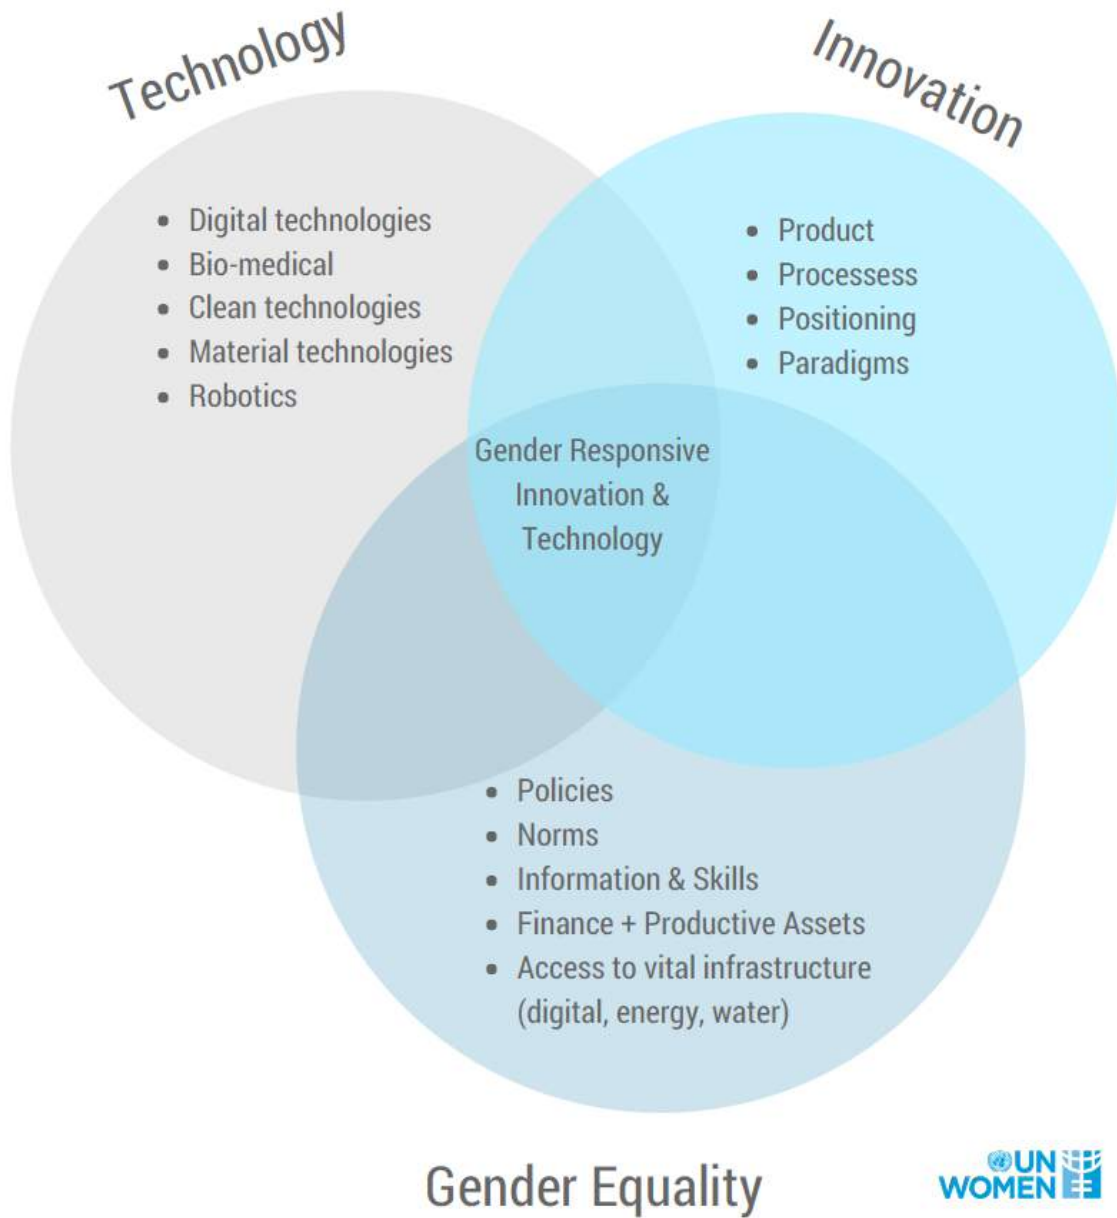 Technology
Innovation
• Digital technologies
• Bio-medical
• Clean technologies
• Material technologies
• Robotics
• Product
• Processess
• Positioning
• Paradigms
Gender Responsive
Innovation &
Technology
• Policies
• Norms
• Information & Skills
• Finance + Productive Assets
• Access to vital infrastructure
(digital, energy, water)
Gender Equality
UN
WOMEN